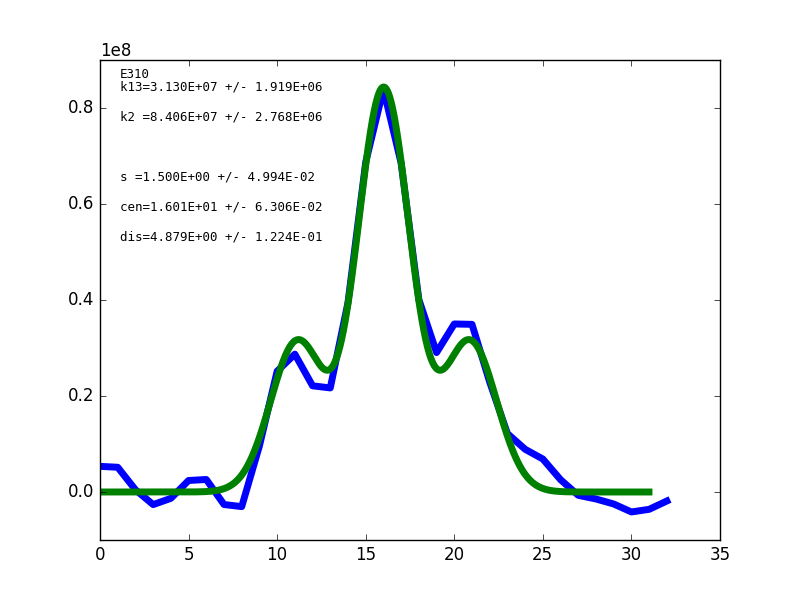 1e8
E310
k13=3.130E+07 +/- 1.919E+06
k2 =8.406E+07 +/- 2.768E+06
s =1.500E+00 +/- 4.994E-02
cen=1.601E+01 +/- 6.306E-02
dis=4.879E+00 +/- 1.224E-01
0.8
0.6
0.4
0.2
0.0
0 5 10 15 20 25 30 35